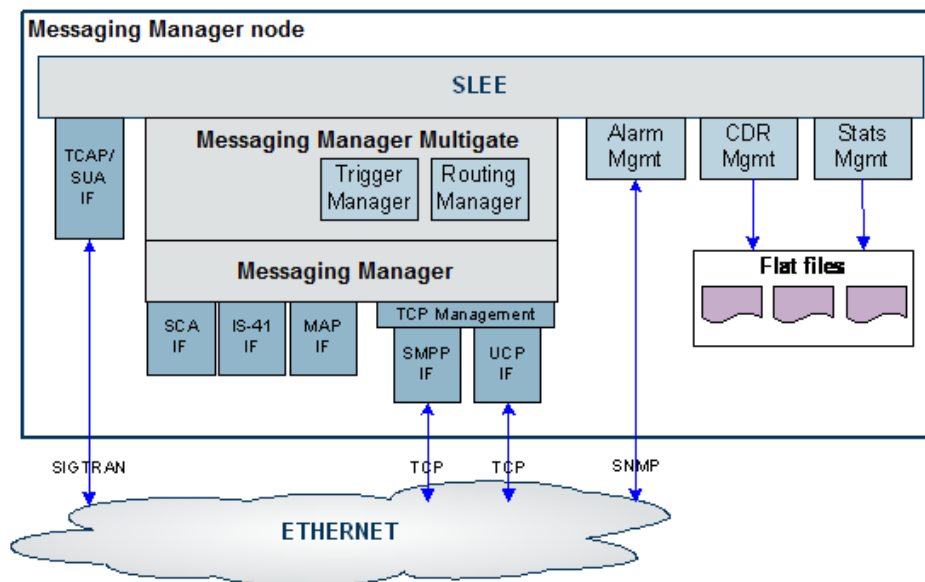 Messaging Manager node
SLEE
TCAP/
SUA
IF
Messaging Manager Multigate
Trigger
Manager
Routing
Manager
Alarm
Mgmt
CDR
Mgmt
Stats
Mgmt
Messaging Manager
Flat files
SCA
IF
IS-41
IF
MAP
IF
TCP Management
SMPP
IF
UCP
IF
SIGTRAN
TCP
TCP
SNMP
ETHERNET